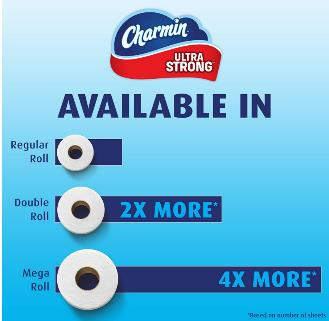 Charmin
ULTRA
STRONG
AVAILABLE IN
Regular
Roll
Double
Roll
2X MORE*
Mega
Roll
4X MORE*
*Based on number of sheets